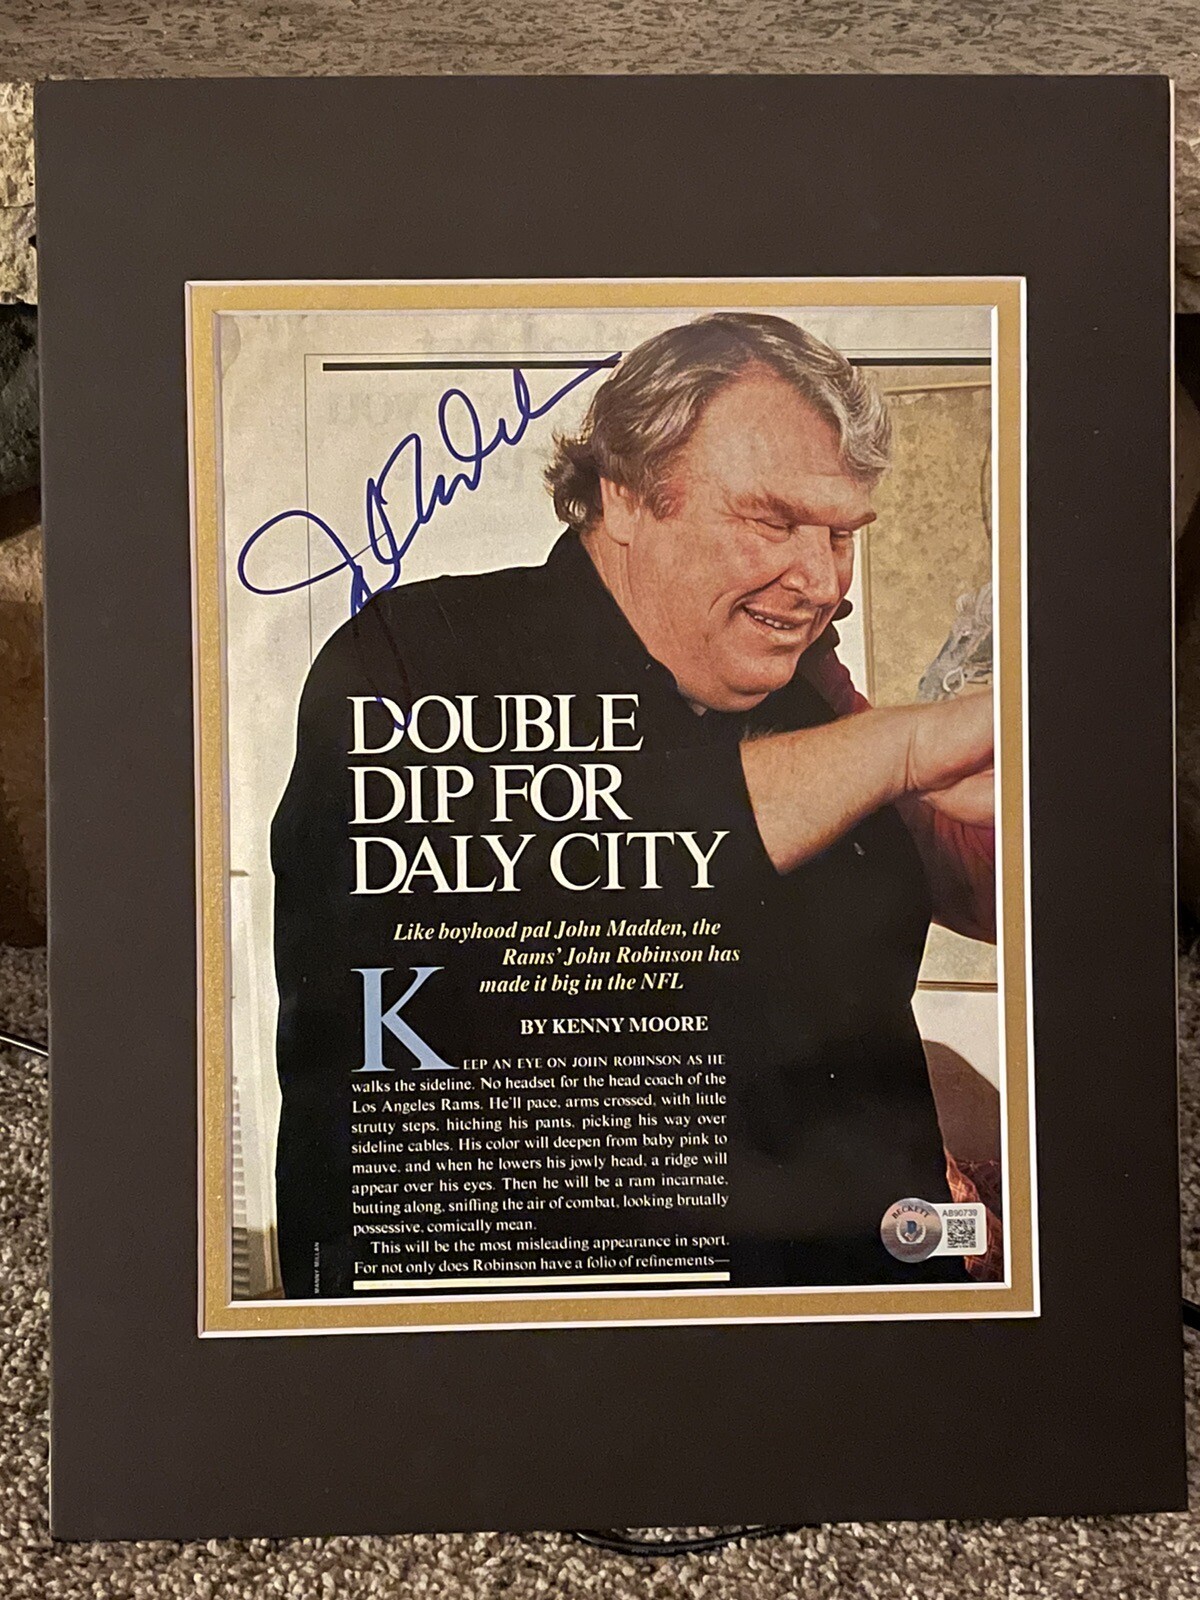 DOUBLE
DIP FOR
DALY CITY
Like boyhood pal John Madden, the
Rams' John Robinson has
made it big in the NFL
BY KENNY MOORE
KEEP AN EYE ON JOHN ROBINSON AS HE
walks the sideline. No headset for the head coach of the
Los Angeles Rams. He'll pace, arms crossed, with little
strutty steps, hitching his pants, picking his way over
sideline cables. His color will deepen from baby pink to
mauve, and when he lowers his jowly head, a ridge will
appear over his eyes. Then he will be a ram incarnate,
butting along, sniffing the air of combat, looking brutally
possessive, comically mean.
This will be the most misleading appearance in sport.
For not only does Robinson have a folio of refinements—
MANNY MILLAN
BECKETT
AB90739